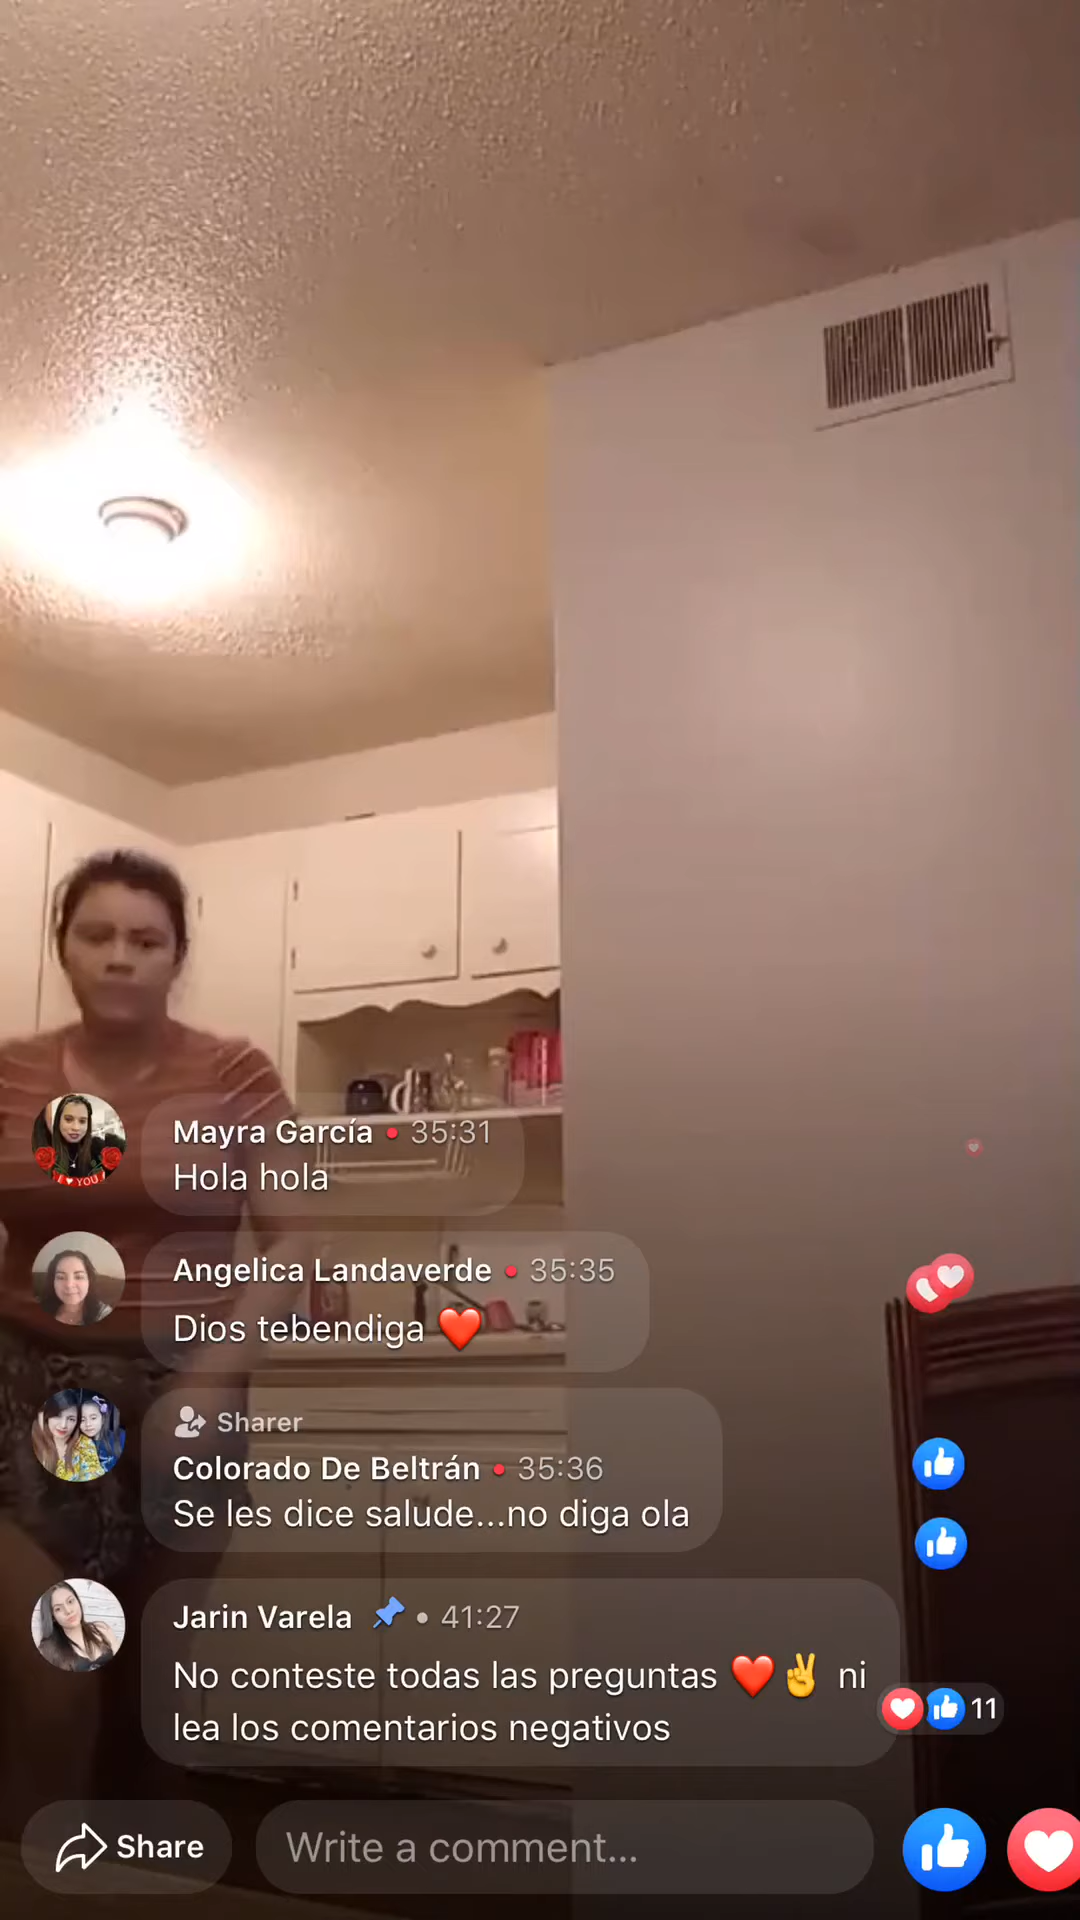 Mayra García • 35:31
Hola hola
I ♥ YOU
Angelica Landaverde • 35:35
Dios tebendiga ❤️
Sharer
Colorado De Beltrán • 35:36
Se les dice salude...no diga ola
Jarin Varela 📌 • 41:27
No conteste todas las preguntas ❤️✌️ ni
lea los comentarios negativos
11
Share
Write a comment...